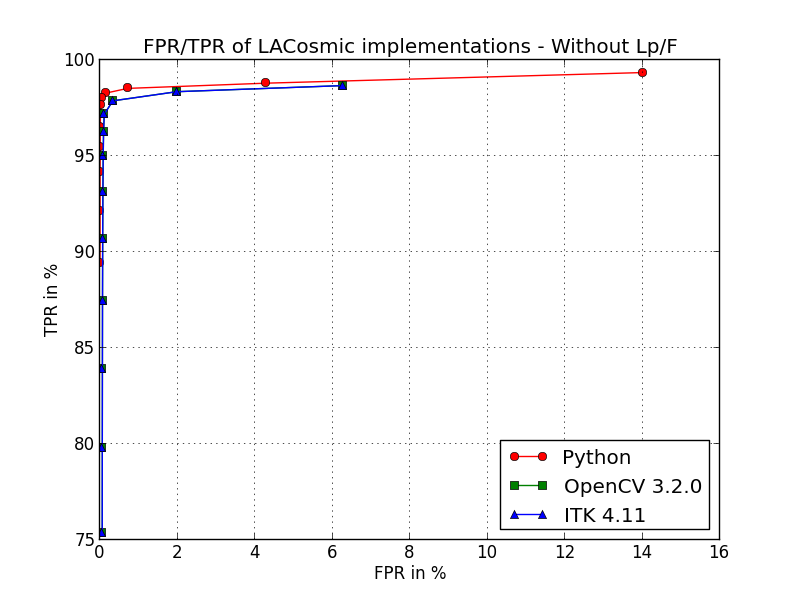 FPR/TPR of LACosmic implementations - Without Lp/F
100
95
90
85
80
75
TPR in %
0 2 4 6 8 10 12 14 16
FPR in %
Python
OpenCV 3.2.0
ITK 4.11